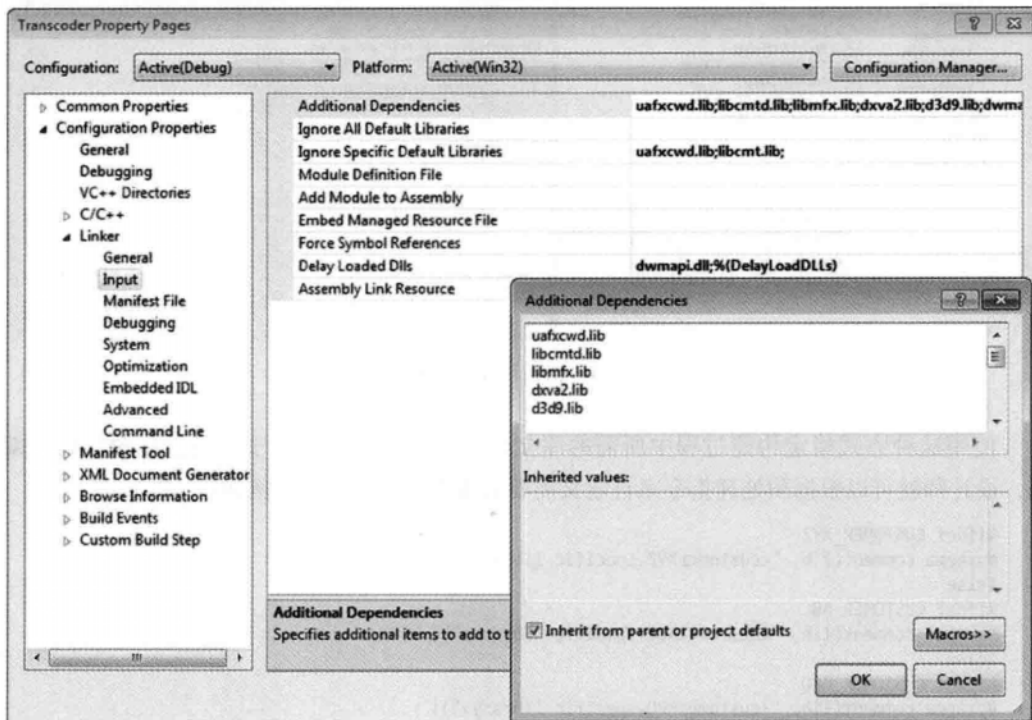 Transcoder Property Pages
Configuration: Active(Debug) Platform: Active(Win32) Configuration Manager...
Common Properties
Configuration Properties
General
Debugging
VC++ Directories
C/C++
Linker
General
Input
Manifest File
Debugging
System
Optimization
Embedded IDL
Advanced
Command Line
Manifest Tool
XML Document Generator
Browse Information
Build Events
Custom Build Step
Additional Dependencies uafxcwd.lib;libcmtd.lib;libmfx.lib;dxva2.lib;d3d9.lib;dwma
Ignore All Default Libraries
Ignore Specific Default Libraries uafxcwd.lib;libcmt.lib;
Module Definition File
Add Module to Assembly
Embed Managed Resource File
Force Symbol References
Delay Loaded Dlls dwmapi.dll;%(DelayLoadDLLs)
Assembly Link Resource
Additional Dependencies
Specifies additional items to add to t
Additional Dependencies
uafxcwd.lib
libcmtd.lib
libmfx.lib
dxva2.lib
d3d9.lib
Inherited values:
Inherit from parent or project defaults
Macros>>
OK Cancel